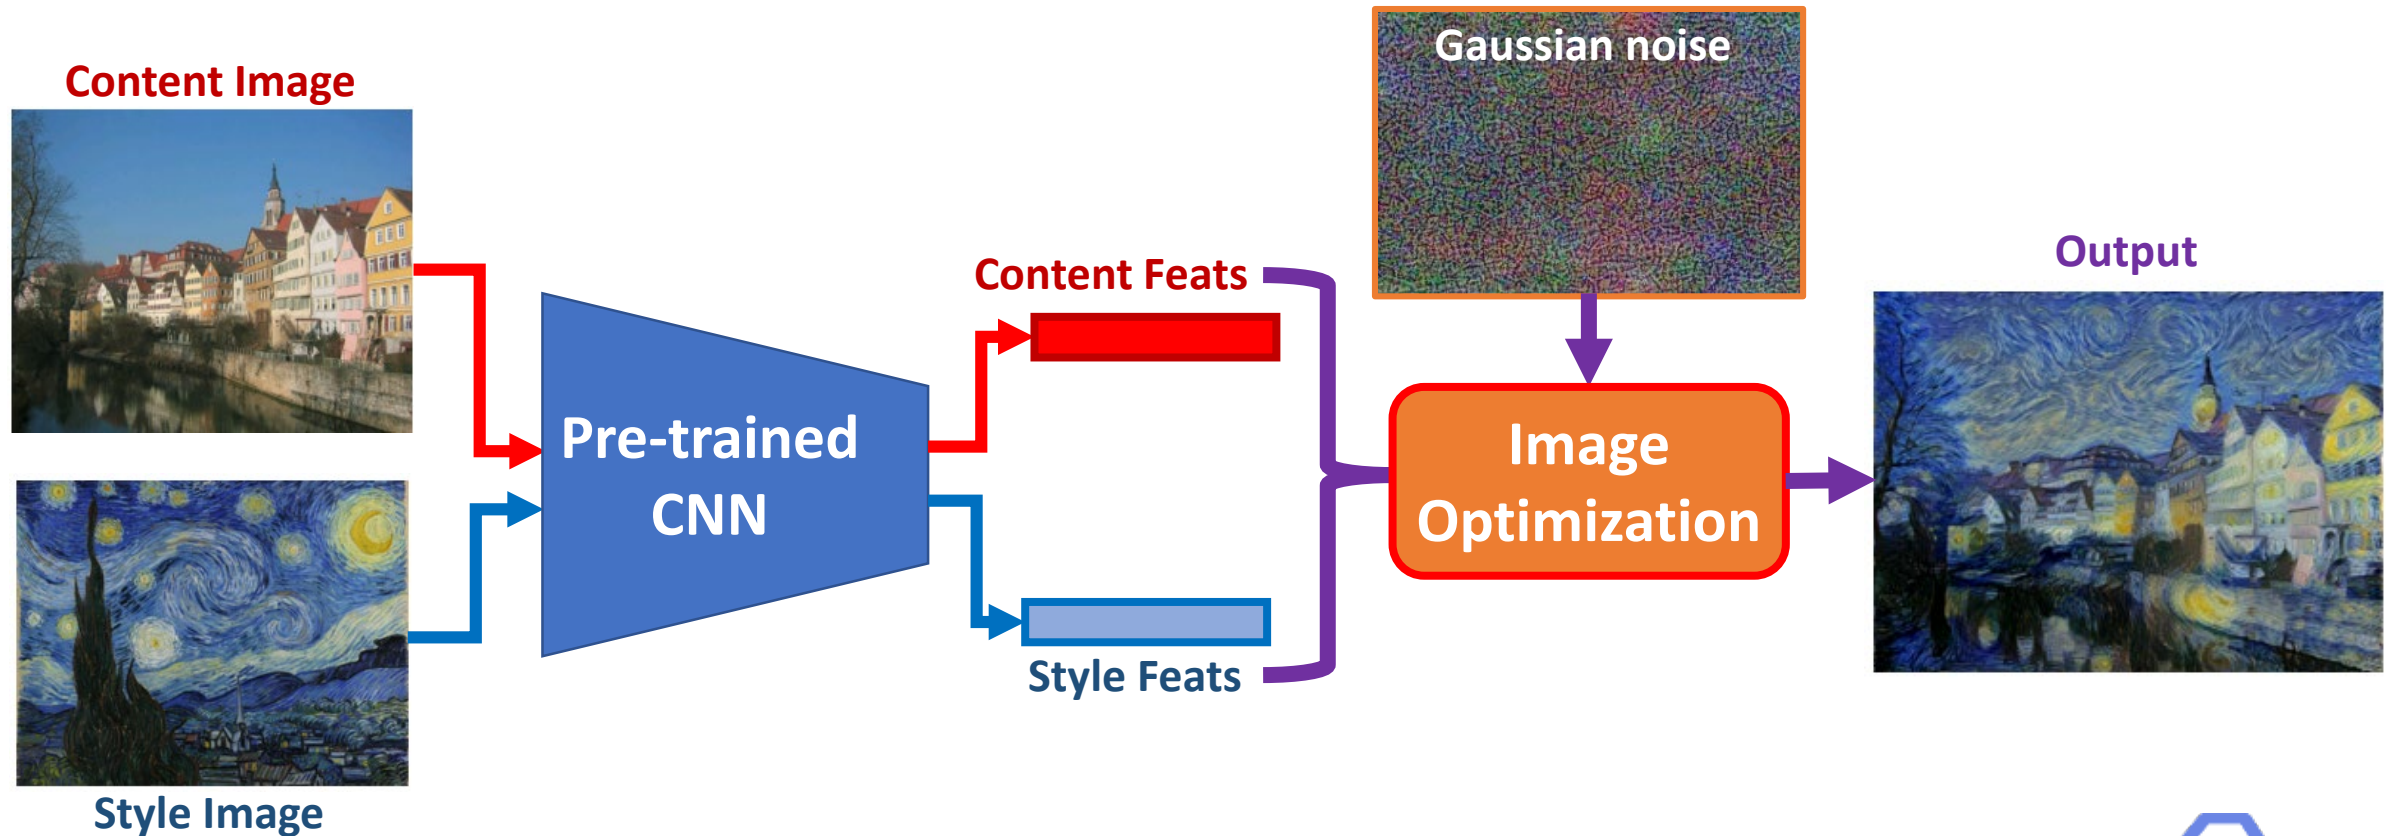 Content Image
Style Image
Pre-trained
CNN
Content Feats
Style Feats
Gaussian noise
Image
Optimization
Output